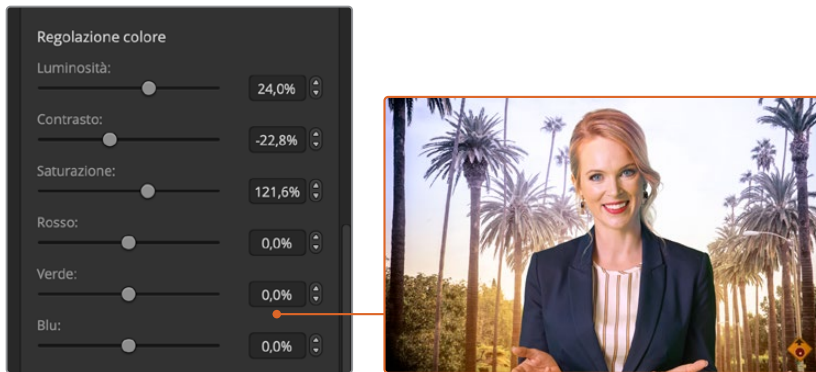 Regolazione colore
Luminosità:
24,0%
Contrasto:
-22,8%
Saturazione:
121,6%
Rosso:
0,0%
Verde:
0,0%
Blu:
0,0%